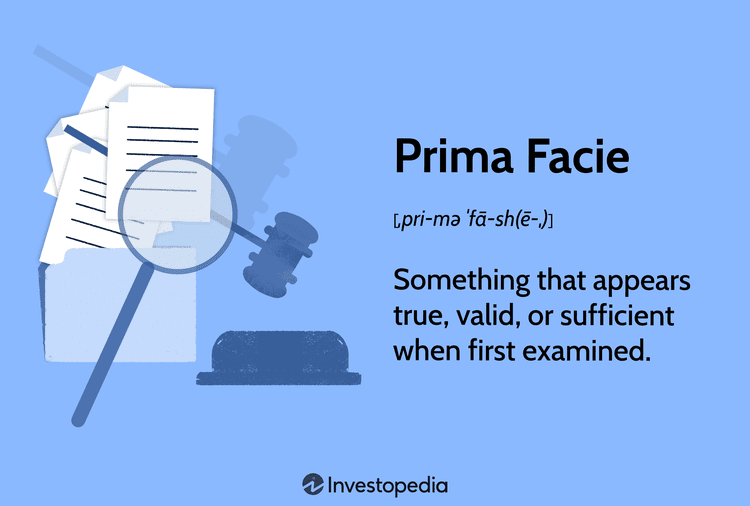 Prima Facie
[ˌpri-mə ˈfā-sh(ē-ˌ)]
Something that appears
true, valid, or sufficient
when first examined.
Investopedia